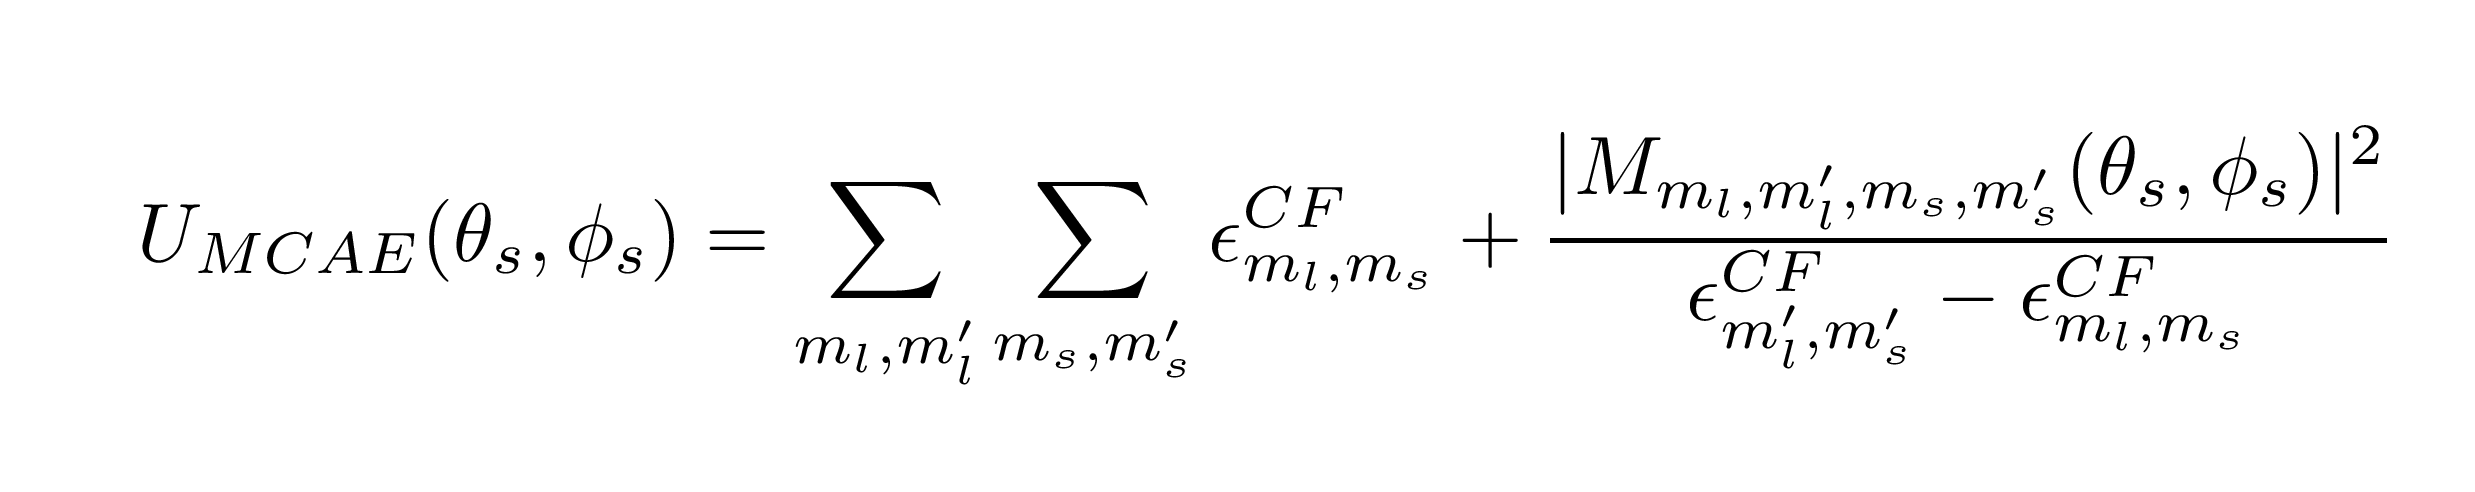 $U_{MCAE}(\theta_s, \phi_s) = \sum_{m_l, m_l'} \sum_{m_s, m_s'} \epsilon^{CF}_{m_l, m_s} + \frac{|M_{m_l, m_l', m_s, m_s'}(\theta_s, \phi_s)|^2}{\epsilon^{CF}_{m_l', m_s'} - \epsilon^{CF}_{m_l, m_s}}$